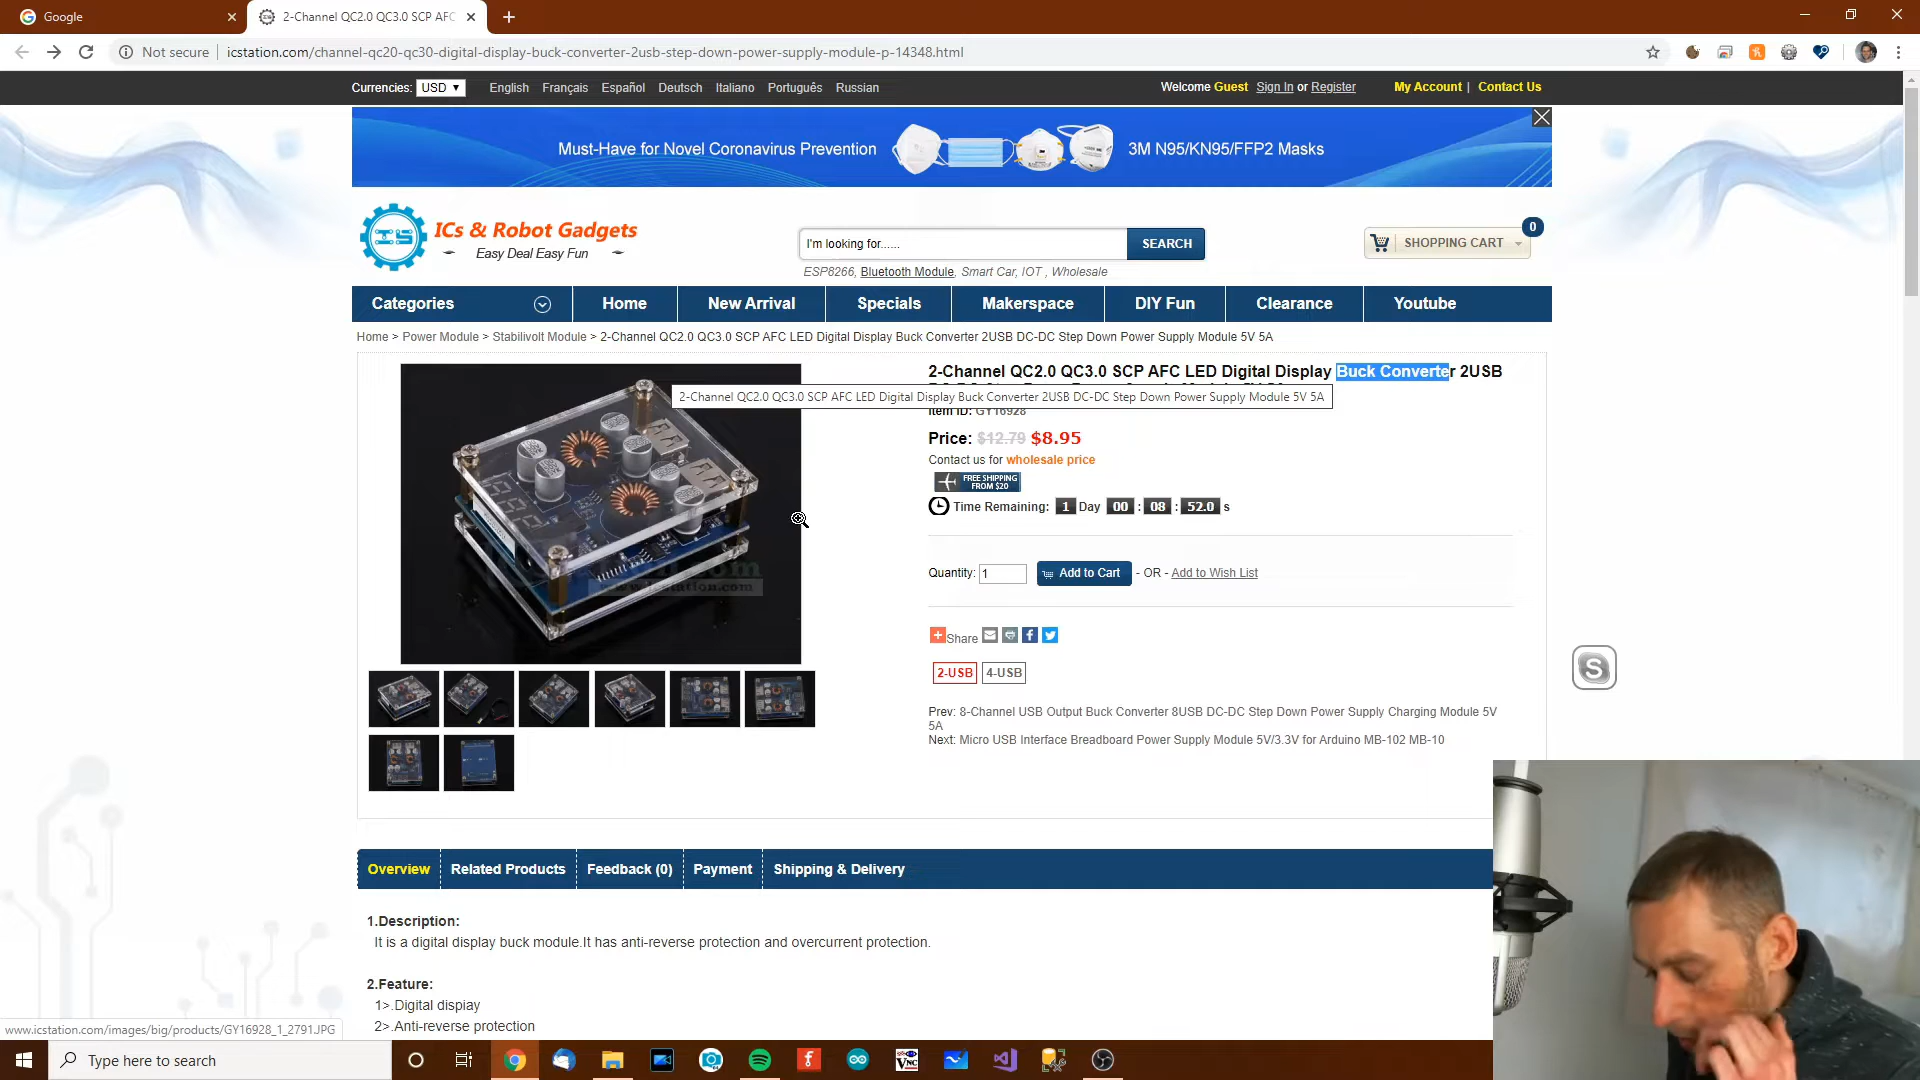 Google
2-Channel QC2.0 QC3.0 SCP AFC
Not secure
icstation.com/channel-qc20-qc30-digital-display-buck-converter-2usb-step-down-power-supply-module-p-14348.html
Currencies: USD English Français Español Deutsch Italiano Português Russian
Welcome Guest Sign In or Register My Account | Contact Us
Must-Have for Novel Coronavirus Prevention 3M N95/KN95/FFP2 Masks
ICs & Robot Gadgets
Easy Deal Easy Fun
I'm looking for...... SEARCH
ESP8266, Bluetooth Module, Smart Car, IOT , Wholesale
SHOPPING CART 0
Categories Home New Arrival Specials Makerspace DIY Fun Clearance Youtube
Home > Power Module > Stabilivolt Module > 2-Channel QC2.0 QC3.0 SCP AFC LED Digital Display Buck Converter 2USB DC-DC Step Down Power Supply Module 5V 5A
2-Channel QC2.0 QC3.0 SCP AFC LED Digital Display Buck Converter 2USB
2-Channel QC2.0 QC3.0 SCP AFC LED Digital Display Buck Converter 2USB DC-DC Step Down Power Supply Module 5V 5A
Item ID: GY16928
Price: $12.79 $8.95
Contact us for wholesale price
FREE SHIPPING
FROM $20
Time Remaining: 1 Day 00 : 08 : 52.0 s
Quantity: 1 Add to Cart - OR - Add to Wish List
www.icstation.com
Share
2-USB 4-USB
Prev: 8-Channel USB Output Buck Converter 8USB DC-DC Step Down Power Supply Charging Module 5V
5A
Next: Micro USB Interface Breadboard Power Supply Module 5V/3.3V for Arduino MB-102 MB-10
Overview Related Products Feedback (0) Payment Shipping & Delivery
1.Description:
It is a digital display buck module.It has anti-reverse protection and overcurrent protection.
2.Feature:
1>.Digital dispiay
2>.Anti-reverse protection
www.icstation.com/images/big/products/GY16928_1_2791.JPG
Type here to search